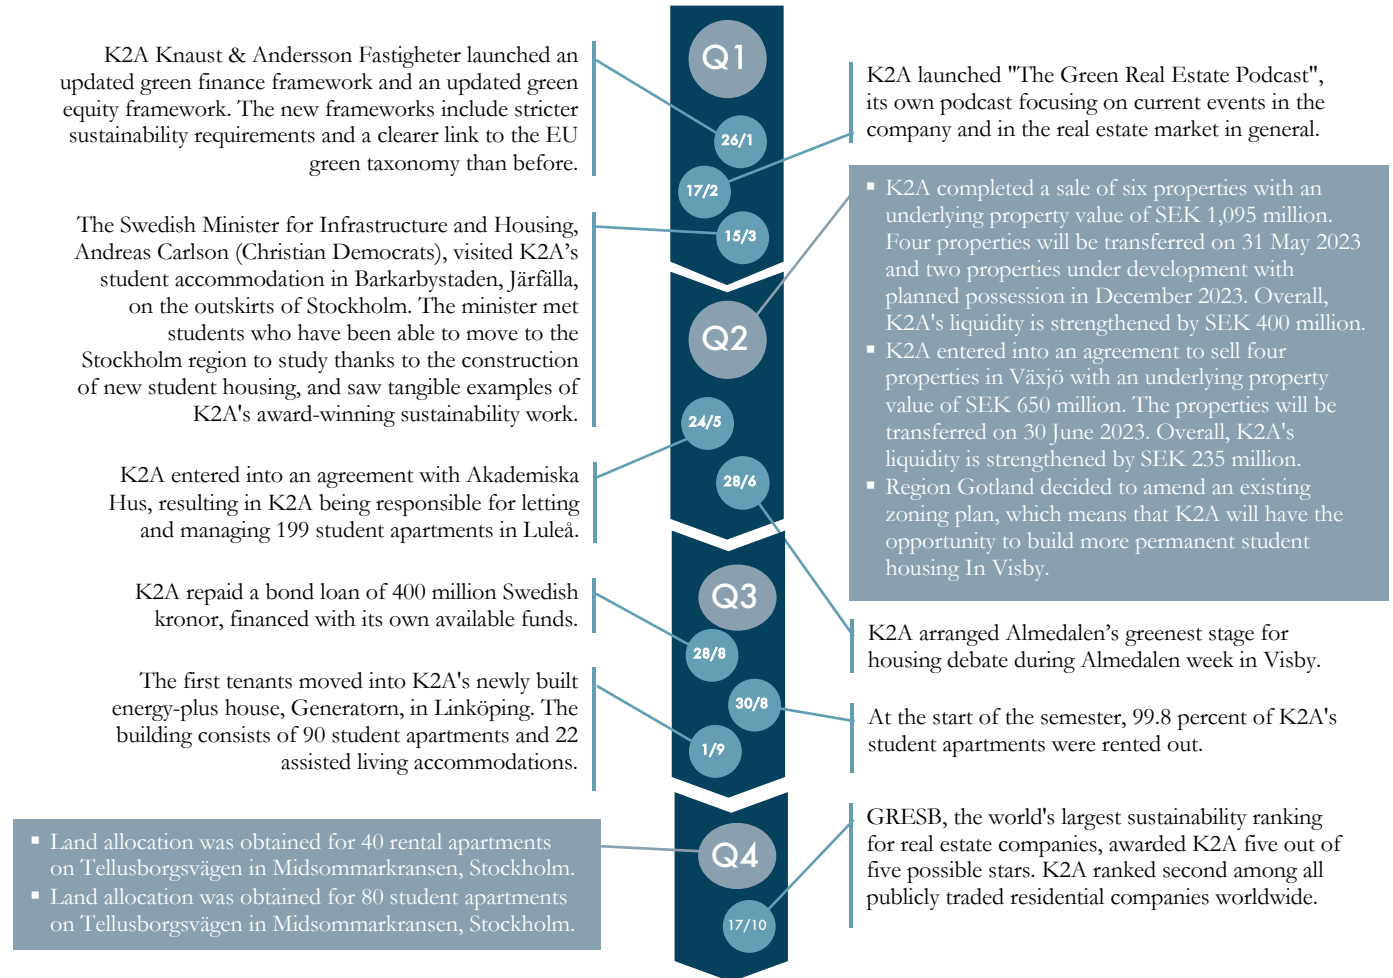 Q1
K2A Knaust & Andersson Fastigheter launched an
updated green finance framework and an updated green
equity framework. The new frameworks include stricter
sustainability requirements and a clearer link to the EU
green taxonomy than before.
26/1
K2A launched "The Green Real Estate Podcast",
its own podcast focusing on current events in the
company and in the real estate market in general.
17/2
The Swedish Minister for Infrastructure and Housing,
Andreas Carlson (Christian Democrats), visited K2A’s
student accommodation in Barkarbystaden, Järfälla,
on the outskirts of Stockholm. The minister met
students who have been able to move to the
Stockholm region to study thanks to the construction
of new student housing, and saw tangible examples of
K2A's award-winning sustainability work.
15/3
Q2
▪ K2A completed a sale of six properties with an
underlying property value of SEK 1,095 million.
Four properties will be transferred on 31 May 2023
and two properties under development with
planned possession in December 2023. Overall,
K2A's liquidity is strengthened by SEK 400 million.
▪ K2A entered into an agreement to sell four
properties in Växjö with an underlying property
value of SEK 650 million. The properties will be
transferred on 30 June 2023. Overall, K2A's
liquidity is strengthened by SEK 235 million.
▪ Region Gotland decided to amend an existing
zoning plan, which means that K2A will have the
opportunity to build more permanent student
housing In Visby.
24/5
K2A entered into an agreement with Akademiska
Hus, resulting in K2A being responsible for letting
and managing 199 student apartments in Luleå.
28/6
K2A arranged Almedalen’s greenest stage for
housing debate during Almedalen week in Visby.
Q3
K2A repaid a bond loan of 400 million Swedish
kronor, financed with its own available funds.
28/8
30/8
At the start of the semester, 99.8 percent of K2A's
student apartments were rented out.
The first tenants moved into K2A's newly built
energy-plus house, Generatorn, in Linköping. The
building consists of 90 student apartments and 22
assisted living accommodations.
1/9
Q4
▪ Land allocation was obtained for 40 rental apartments
on Tellusborgsvägen in Midsommarkransen, Stockholm.
▪ Land allocation was obtained for 80 student apartments
on Tellusborgsvägen in Midsommarkransen, Stockholm.
17/10
GRESB, the world's largest sustainability ranking
for real estate companies, awarded K2A five out of
five possible stars. K2A ranked second among all
publicly traded residential companies worldwide.